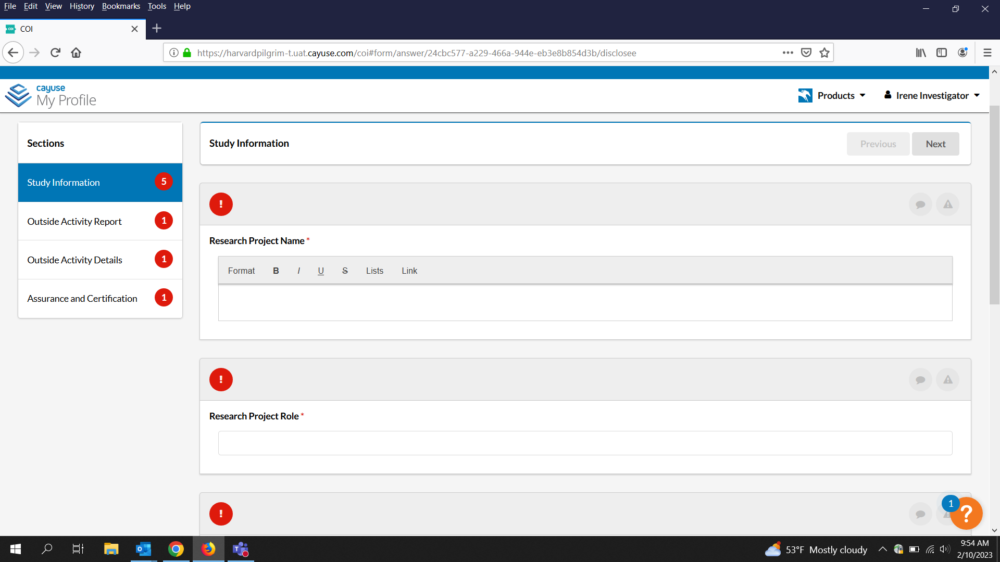 File Edit View History Bookmarks Tools Help
COI
https://harvardpilgrim-t.uat.cayuse.com/coi#form/answer/24cbc577-a229-466a-944e-eb3e8b854d3b/disclosee
cayuse
My Profile
Products
Irene Investigator
Sections
Study Information 5
Outside Activity Report 1
Outside Activity Details 1
Assurance and Certification 1
Study Information
Previous Next
!
Research Project Name *
Format B I U S Lists Link
!
Research Project Role *
!
1
?
53°F Mostly cloudy
9:54 AM
2/10/2023